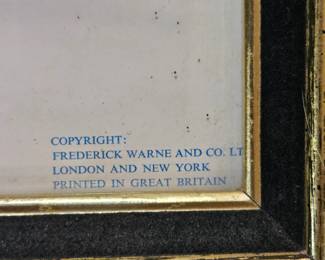 COPYRIGHT:
FREDERICK WARNE AND CO. LT
LONDON AND NEW YORK
PRINTED IN GREAT BRITAIN